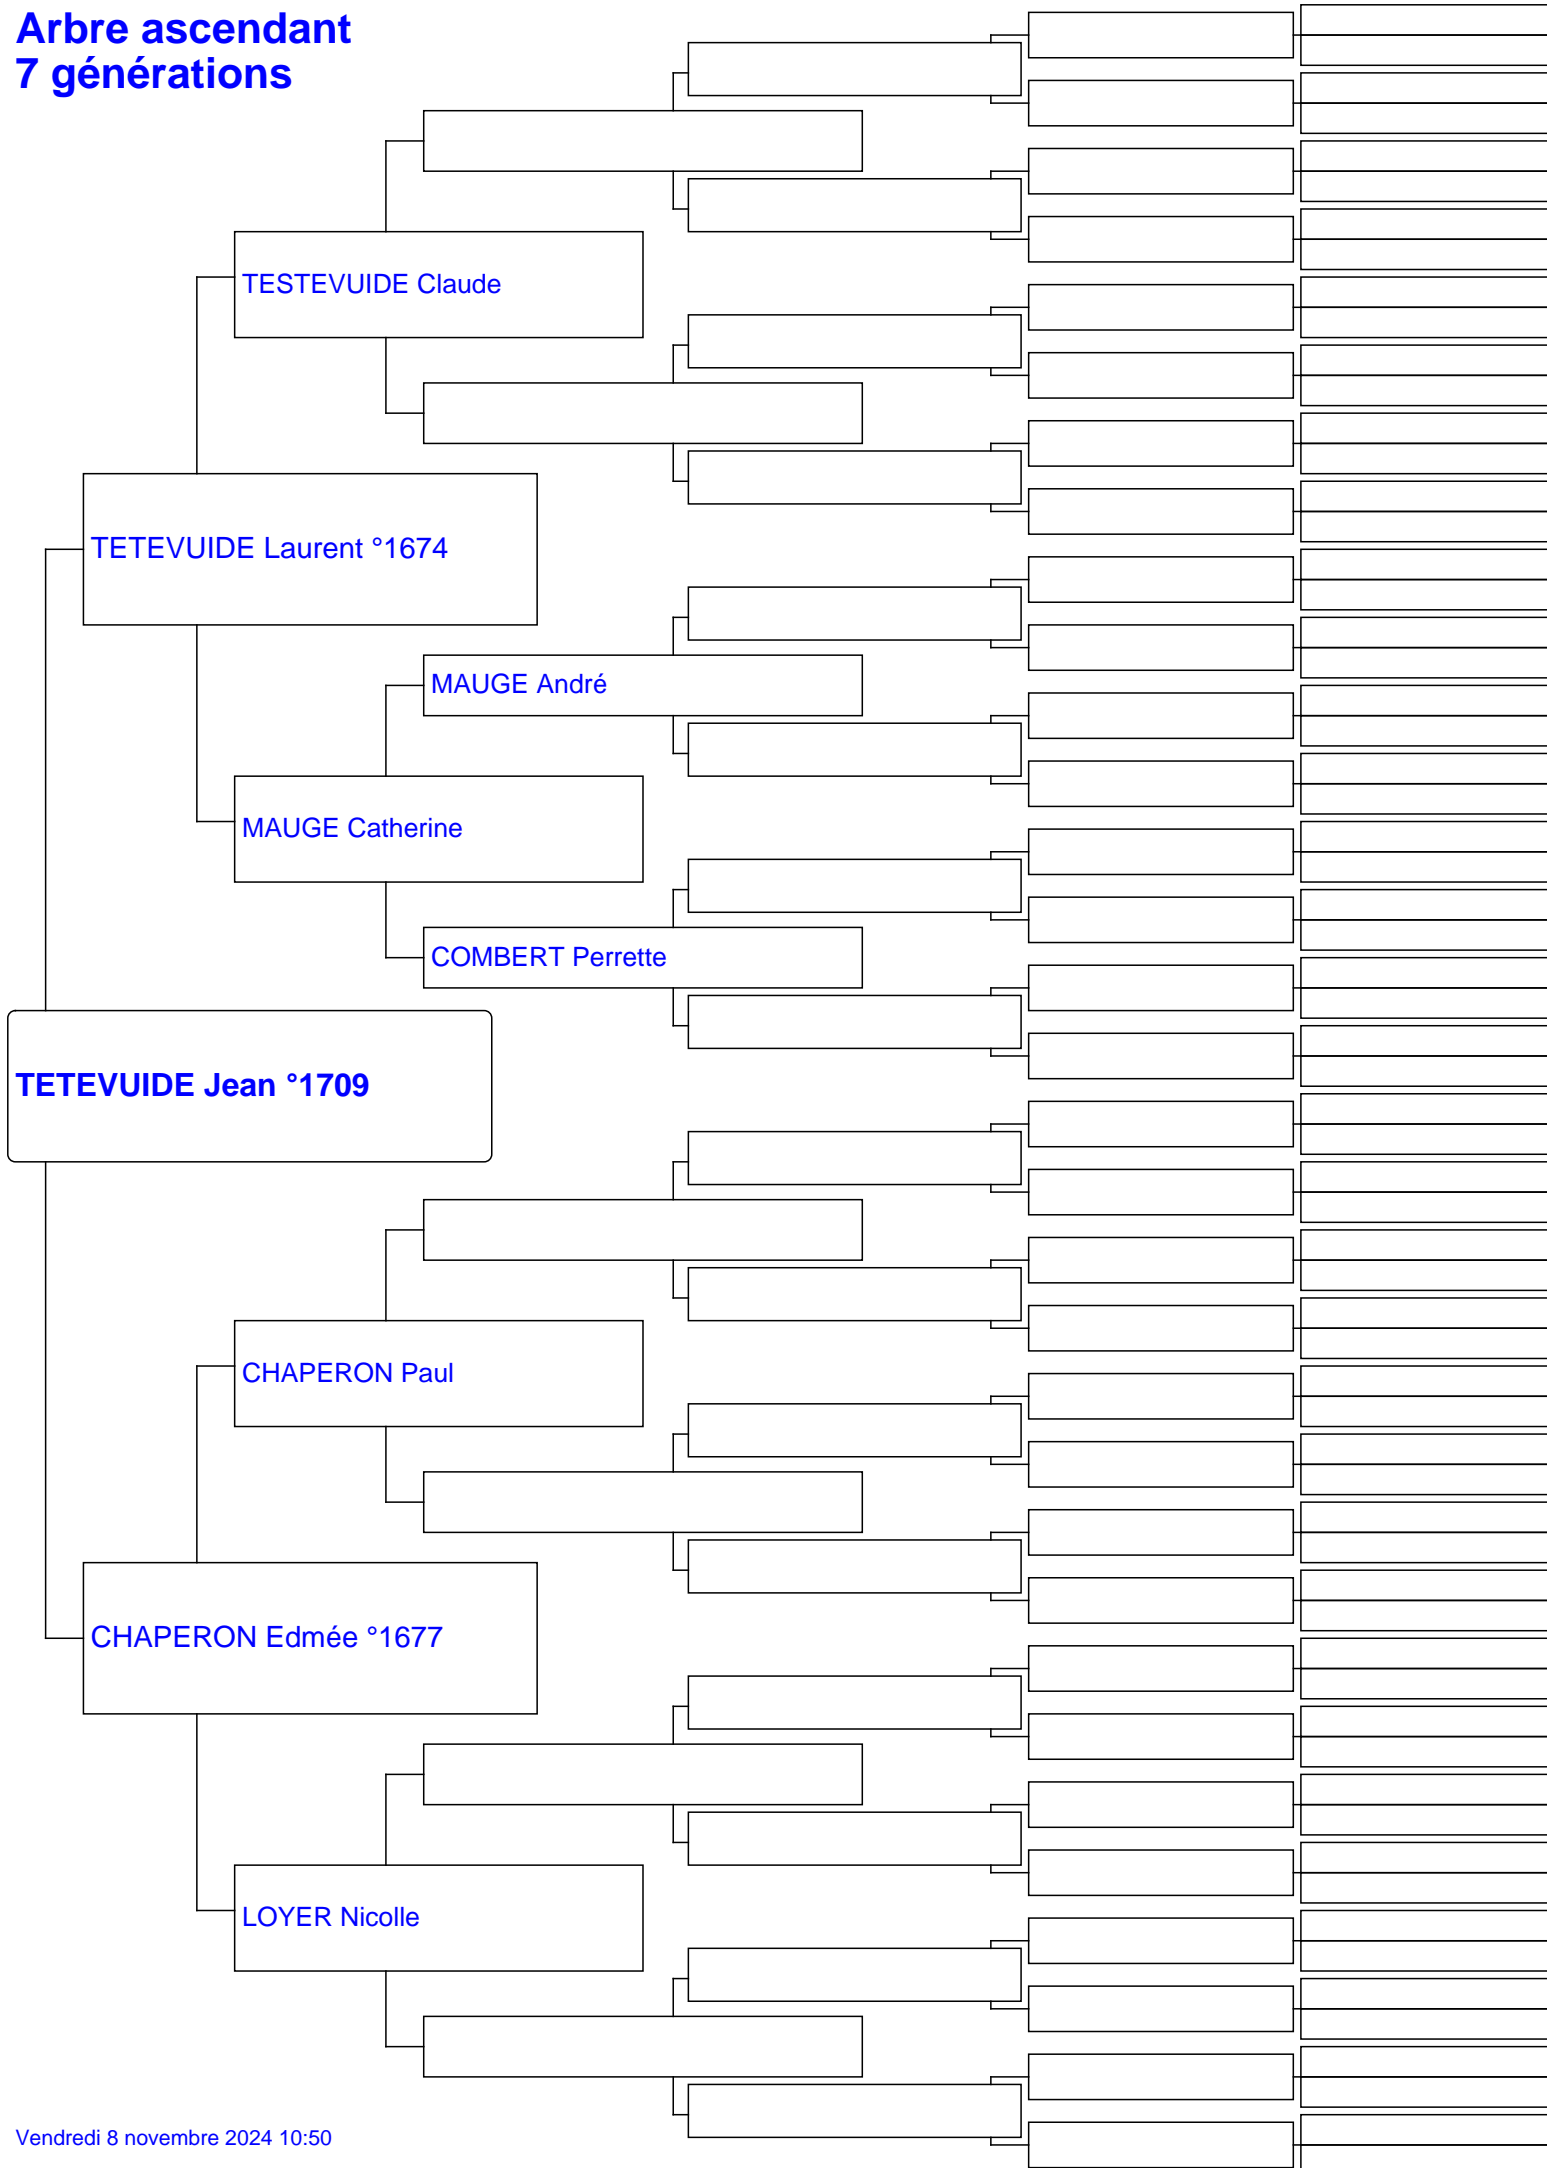 Arbre ascendant
7 générations
TESTEVUIDE Claude
TETEVUIDE Laurent °1674
MAUGE André
MAUGE Catherine
COMBERT Perrette
TETEVUIDE Jean °1709
CHAPERON Paul
CHAPERON Edmée °1677
LOYER Nicolle
Vendredi 8 novembre 2024 10:50